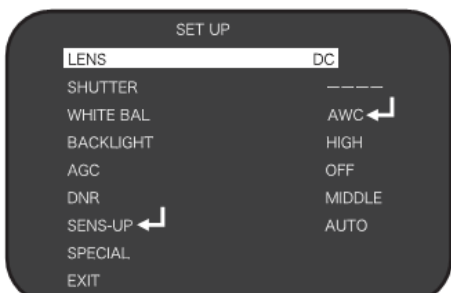 SET UP
LENS DC
SHUTTER ----
WHITE BAL AWC↲
BACKLIGHT HIGH
AGC OFF
DNR MIDDLE
SENS-UP↲ AUTO
SPECIAL
EXIT